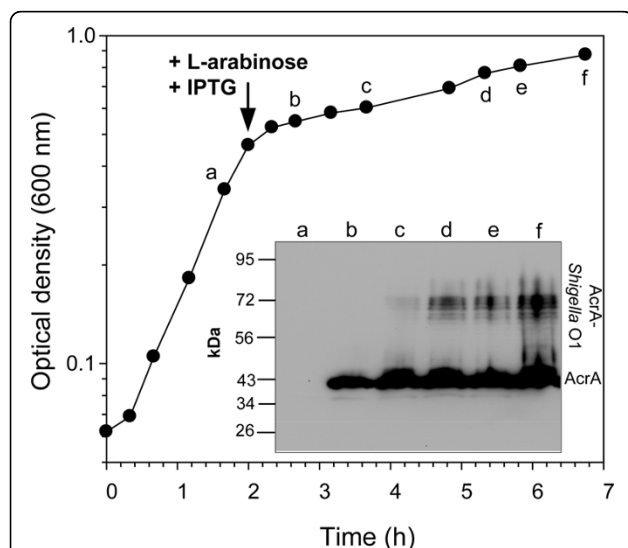 1.0
+ L-arabinose
+ IPTG
b
c
d
e
f
a
Optical density (600 nm)
0.1
a b c d e f
95
72
56
43
34
26
kDa
AcrA-
Shigella O1
AcrA
0 1 2 3 4 5 6 7
Time (h)